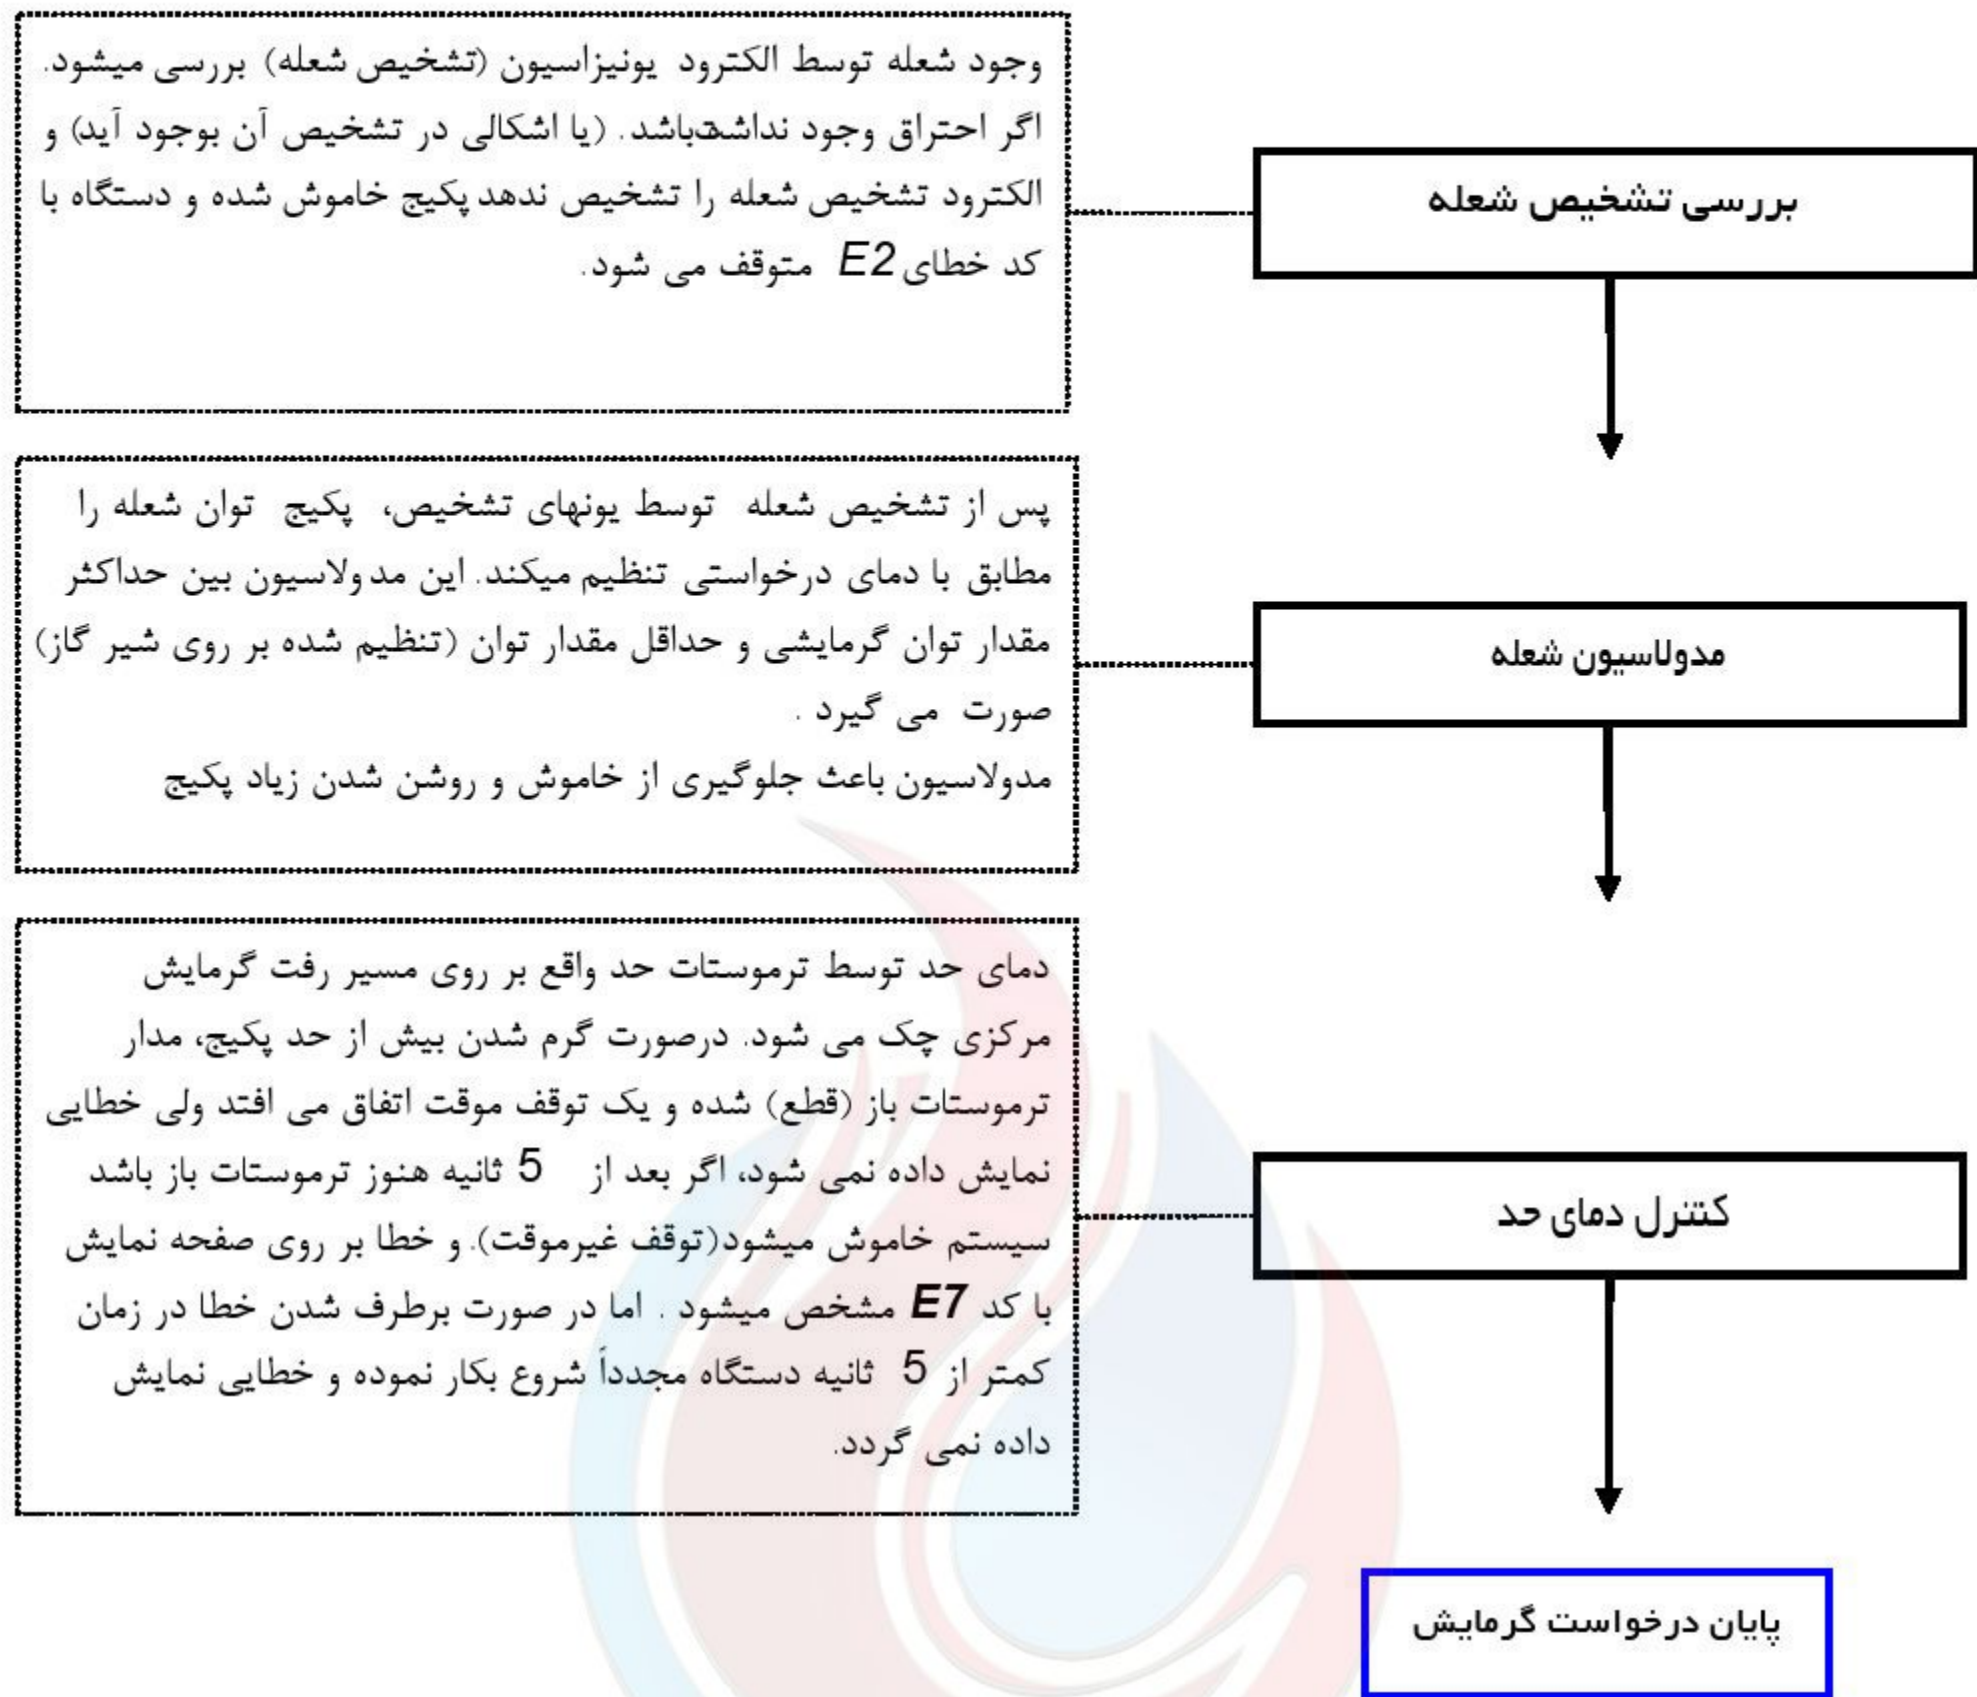 وجود شعله توسط الکترود یونیزاسیون (تشخیص شعله) بررسی میشود.
اگر احتراق وجود نداشته‌باشد. (یا اشکالی در تشخیص آن بوجود آید) و
الکترود تشخیص شعله را تشخیص ندهد پکیج خاموش شده و دستگاه با
کد خطای E2 متوقف می شود.
بررسی تشخیص شعله
پس از تشخیص شعله توسط یونهای تشخیص، پکیج توان شعله را
مطابق با دمای درخواستی تنظیم میکند. این مدولاسیون بین حداکثر
مقدار توان گرمایشی و حداقل مقدار توان (تنظیم شده بر روی شیر گاز)
صورت می گیرد .
مدولاسیون باعث جلوگیری از خاموش و روشن شدن زیاد پکیج
مدولاسیون شعله
دمای حد توسط ترموستات حد واقع بر روی مسیر رفت گرمایش
مرکزی چک می شود. درصورت گرم شدن بیش از حد پکیج، مدار
ترموستات باز (قطع) شده و یک توقف موقت اتفاق می افتد ولی خطایی
نمایش داده نمی شود، اگر بعد از 5 ثانیه هنوز ترموستات باز باشد
سیستم خاموش میشود(توقف غیرموقت). و خطا بر روی صفحه نمایش
با کد E7 مشخص میشود . اما در صورت برطرف شدن خطا در زمان
کمتر از 5 ثانیه دستگاه مجدداً شروع بکار نموده و خطایی نمایش
داده نمی گردد.
کنترل دمای حد
پایان درخواست گرمایش